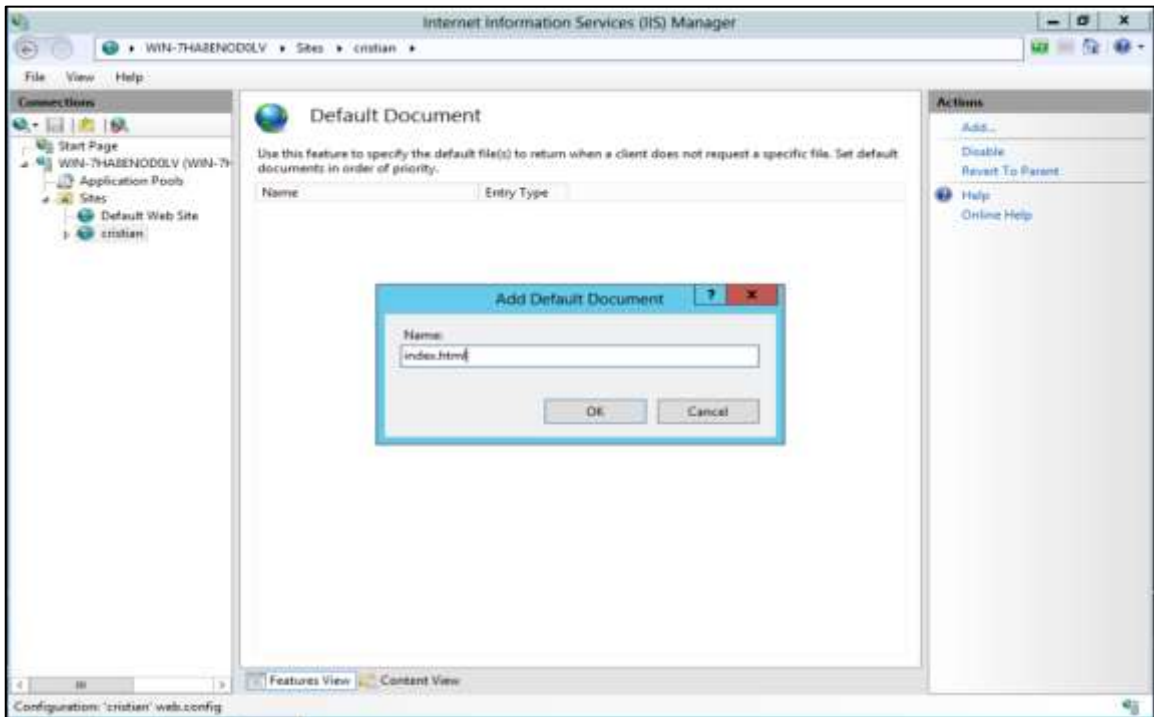 Internet Information Services (IIS) Manager
WIN-7HA8ENOD0LV ▸ Sites ▸ cristian ▸
File View Help
Connections
Start Page
WIN-7HA8ENOD0LV (WIN-7H
Application Pools
Sites
Default Web Site
cristian
Default Document
Use this feature to specify the default file(s) to return when a client does not request a specific file. Set default
documents in order of priority.
Name Entry Type
Add Default Document
Name:
index.html
OK Cancel
Features View Content View
Actions
Add...
Disable
Revert To Parent
Help
Online Help
Configuration: 'cristian' web.config